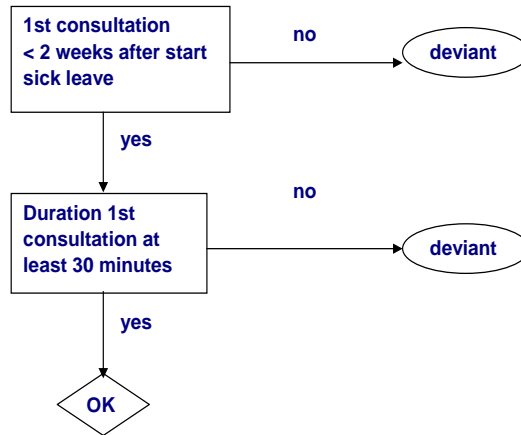 1st consultation
< 2 weeks after start
sick leave
no
deviant
yes
Duration 1st
consultation at
least 30 minutes
no
deviant
yes
OK